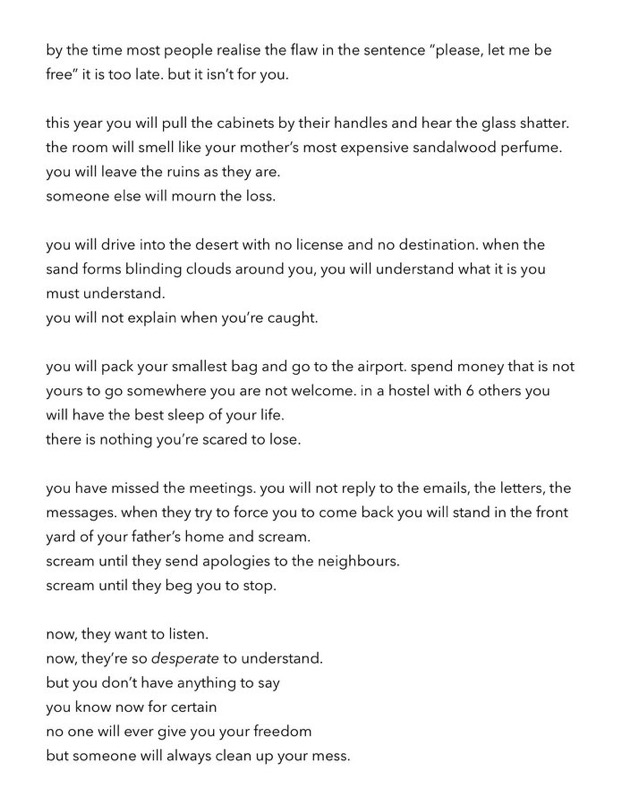 by the time most people realise the flaw in the sentence “please, let me be
free” it is too late. but it isn’t for you.
this year you will pull the cabinets by their handles and hear the glass shatter.
the room will smell like your mother’s most expensive sandalwood perfume.
you will leave the ruins as they are.
someone else will mourn the loss.
you will drive into the desert with no license and no destination. when the
sand forms blinding clouds around you, you will understand what it is you
must understand.
you will not explain when you’re caught.
you will pack your smallest bag and go to the airport. spend money that is not
yours to go somewhere you are not welcome. in a hostel with 6 others you
will have the best sleep of your life.
there is nothing you’re scared to lose.
you have missed the meetings. you will not reply to the emails, the letters, the
messages. when they try to force you to come back you will stand in the front
yard of your father’s home and scream.
scream until they send apologies to the neighbours.
scream until they beg you to stop.
now, they want to listen.
now, they’re so desperate to understand.
but you don’t have anything to say
you know now for certain
no one will ever give you your freedom
but someone will always clean up your mess.